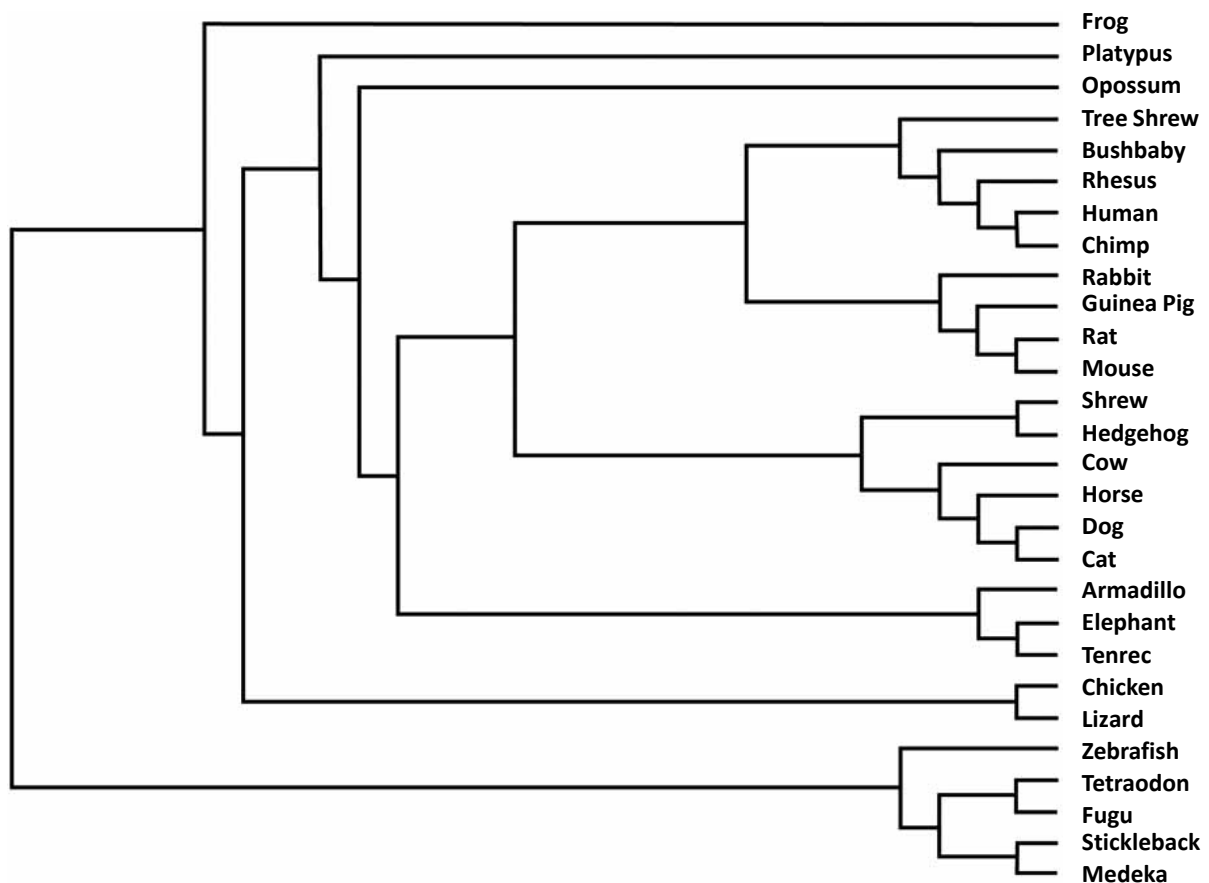 Frog
Platypus
Opossum
Tree Shrew
Bushbaby
Rhesus
Human
Chimp
Rabbit
Guinea Pig
Rat
Mouse
Shrew
Hedgehog
Cow
Horse
Dog
Cat
Armadillo
Elephant
Tenrec
Chicken
Lizard
Zebrafish
Tetraodon
Fugu
Stickleback
Medeka